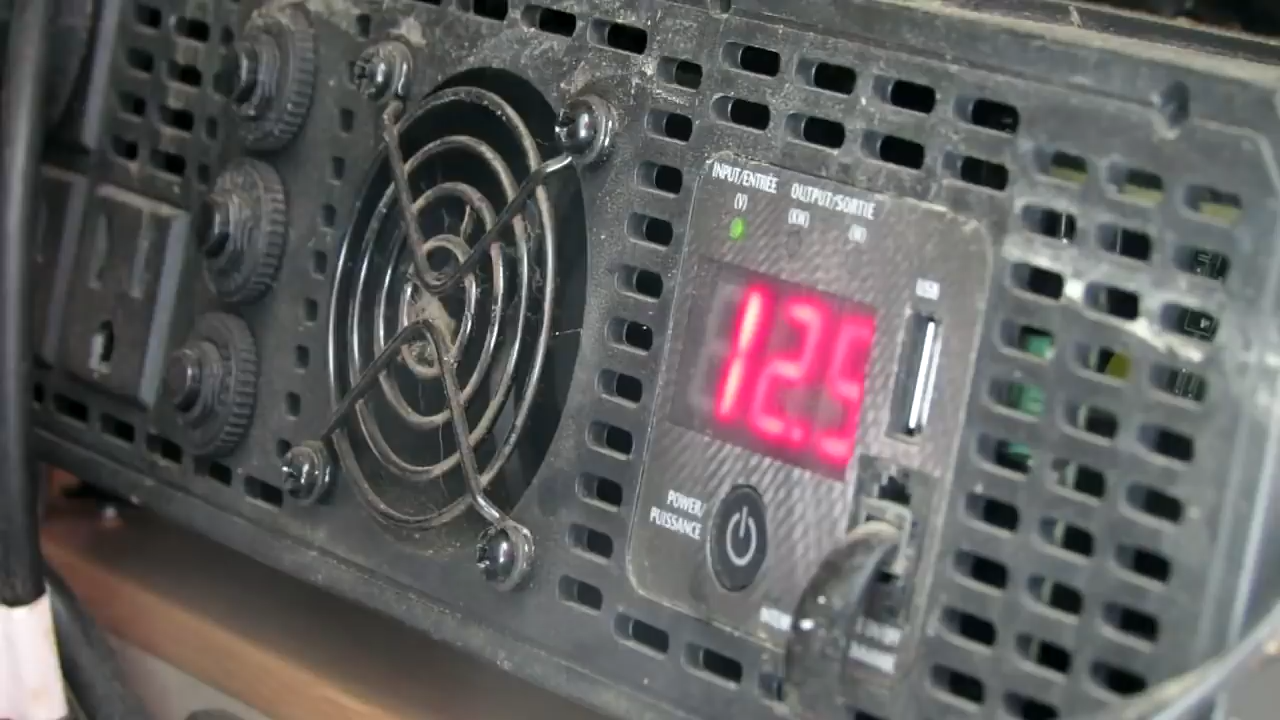 INPUT/ENTRÉE OUTPUT/SORTIE
(V) (KW) (W)
USB
12.5
POWER/
PUISSANCE